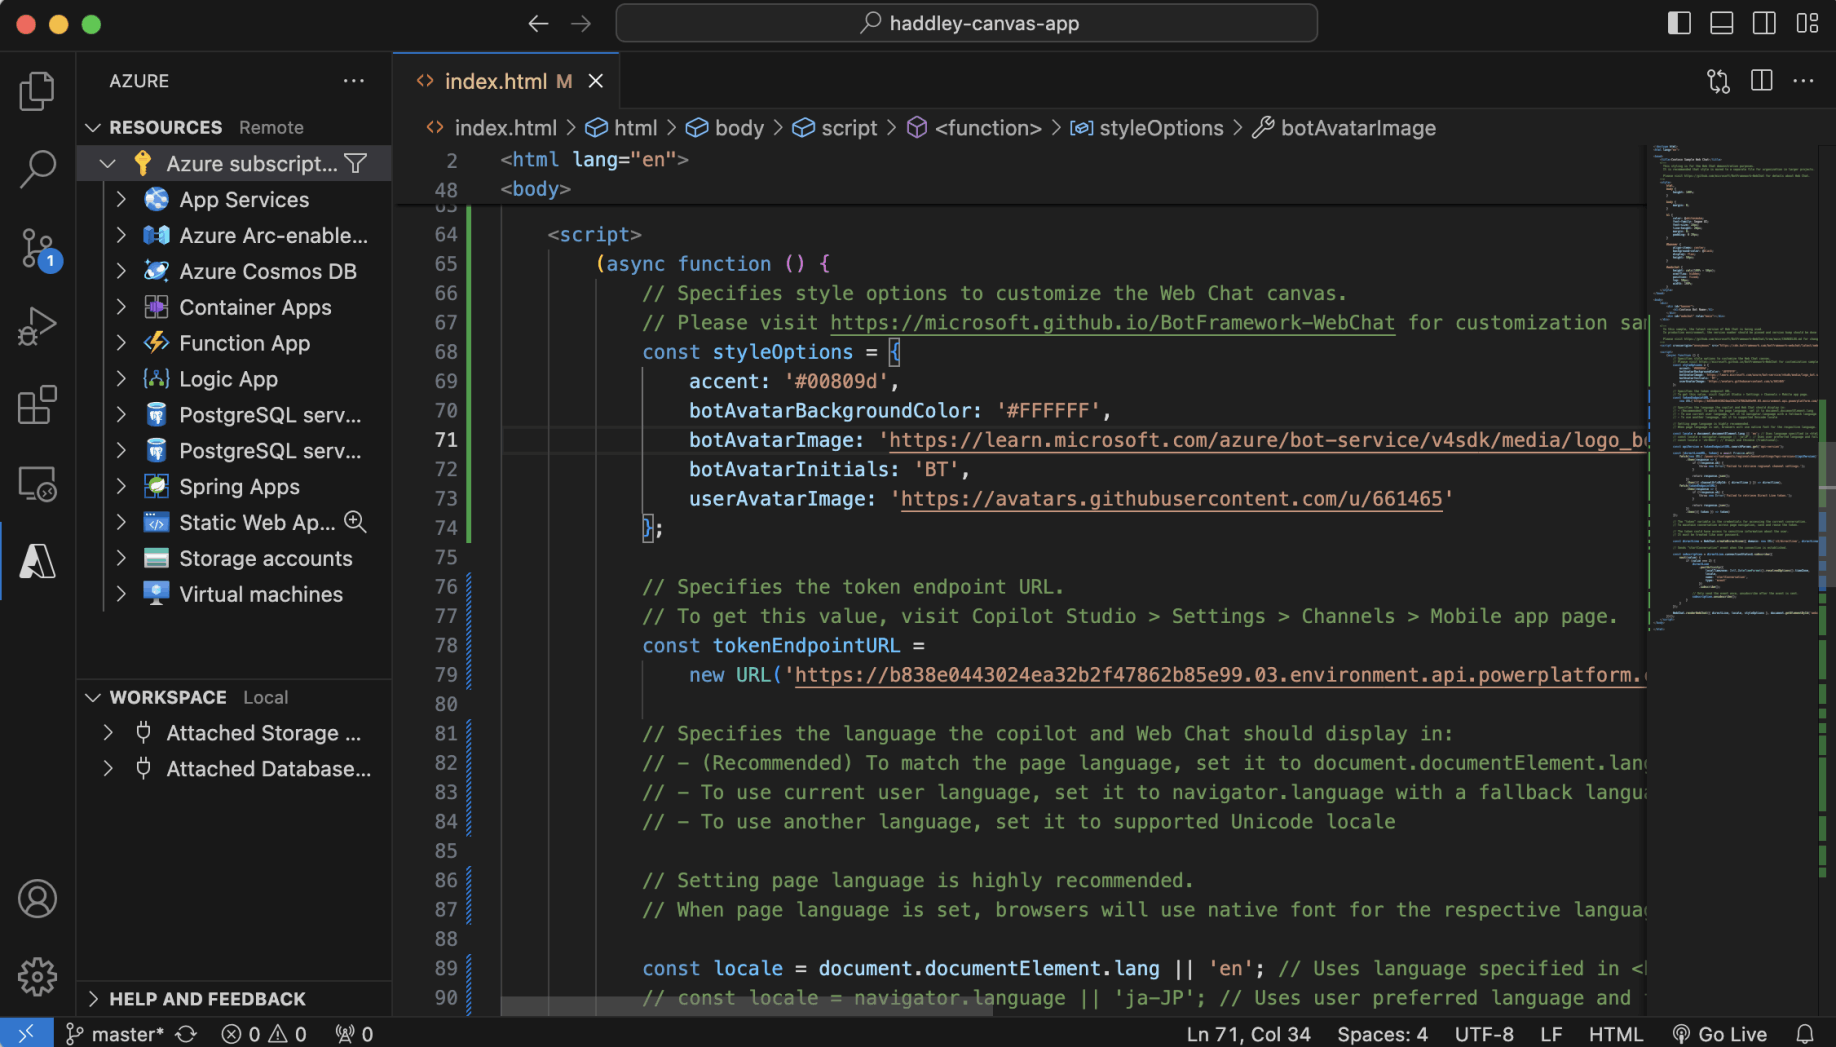 haddley-canvas-app
AZURE
RESOURCES Remote
Azure subscript...
App Services
Azure Arc-enable...
Azure Cosmos DB
Container Apps
Function App
Logic App
PostgreSQL serv...
PostgreSQL serv...
Spring Apps
Static Web Ap...
Storage accounts
Virtual machines
WORKSPACE Local
Attached Storage ...
Attached Database...
HELP AND FEEDBACK
1
index.html M
index.html > html > body > script > <function> > styleOptions > botAvatarImage
2 <html lang="en">
48 <body>
64 <script>
65 (async function () {
66 // Specifies style options to customize the Web Chat canvas.
67 // Please visit https://microsoft.github.io/BotFramework-WebChat for customization sa
68 const styleOptions = {
69 accent: '#00809d',
70 botAvatarBackgroundColor: '#FFFFFF',
71 botAvatarImage: 'https://learn.microsoft.com/azure/bot-service/v4sdk/media/logo_b
72 botAvatarInitials: 'BT',
73 userAvatarImage: 'https://avatars.githubusercontent.com/u/661465'
74 };
75
76 // Specifies the token endpoint URL.
77 // To get this value, visit Copilot Studio > Settings > Channels > Mobile app page.
78 const tokenEndpointURL =
79 new URL('https://b838e0443024ea32b2f47862b85e99.03.environment.api.powerplatform.
80
81 // Specifies the language the copilot and Web Chat should display in:
82 // - (Recommended) To match the page language, set it to document.documentElement.lan
83 // - To use current user language, set it to navigator.language with a fallback langu
84 // - To use another language, set it to supported Unicode locale
85
86 // Setting page language is highly recommended.
87 // When page language is set, browsers will use native font for the respective langua
88
89 const locale = document.documentElement.lang || 'en'; // Uses language specified in <
90 // const locale = navigator.language || 'ja-JP'; // Uses user preferred language and
master* 0 0 0 Ln 71, Col 34 Spaces: 4 UTF-8 LF HTML Go Live